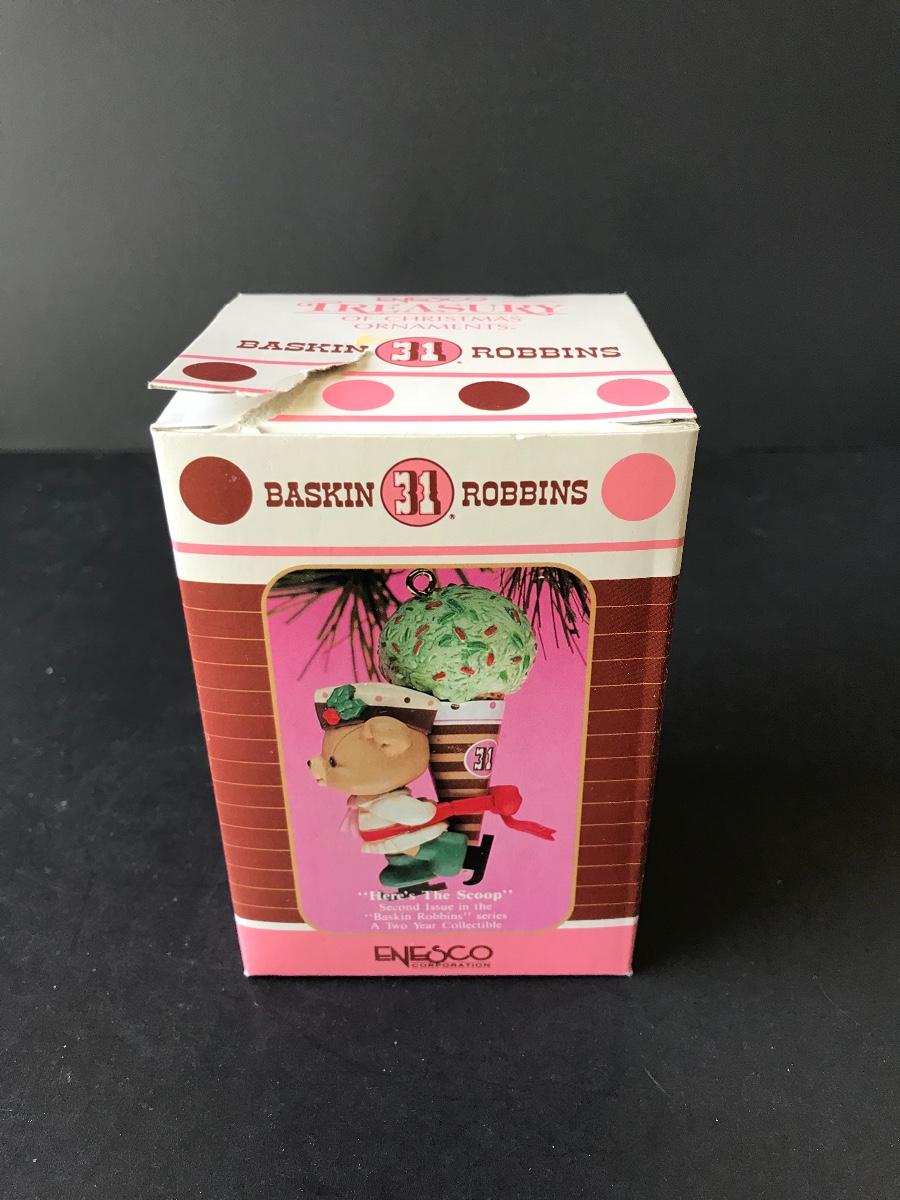 ENESCO
TREASURY
OF CHRISTMAS
ORNAMENTS™
BASKIN 31 ROBBINS
BASKIN 31® ROBBINS
31
"Here's The Scoop"
Second Issue in the
"Baskin Robbins" series
A Two Year Collectible
ENESCO
CORPORATION